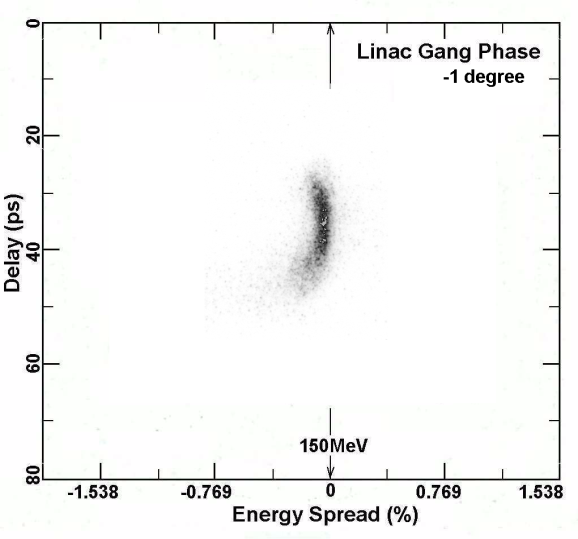 Linac Gang Phase
-1 degree
0
20
40
60
80
Delay (ps)
150MeV
-1.538
-0.769
0
0.769
1.538
Energy Spread (%)